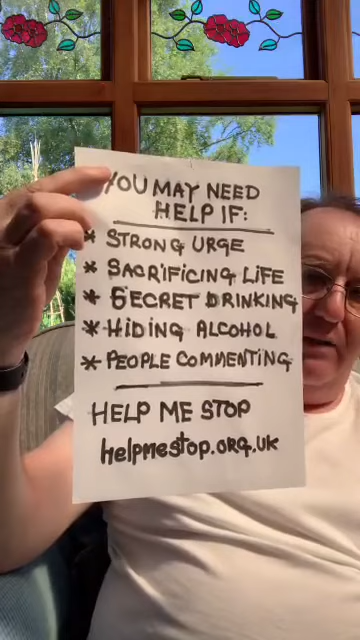 YOU MAY NEED
HELP IF:
* STRONG URGE
* SACRIFICING LIFE
* SECRET DRINKING
* HIDING ALCOHOL
* PEOPLE COMMENTING
HELP ME STOP
helpmestop.org.uk